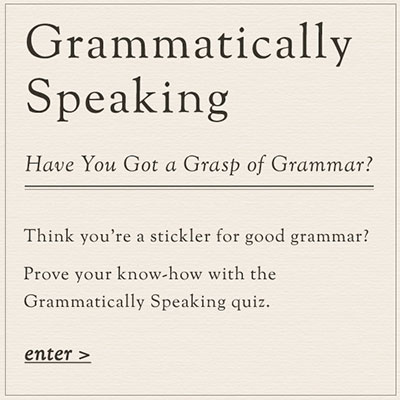 Grammatically
Speaking
Have You Got a Grasp of Grammar?
Think you're a stickler for good grammar?
Prove your know-how with the
Grammatically Speaking quiz.
enter >